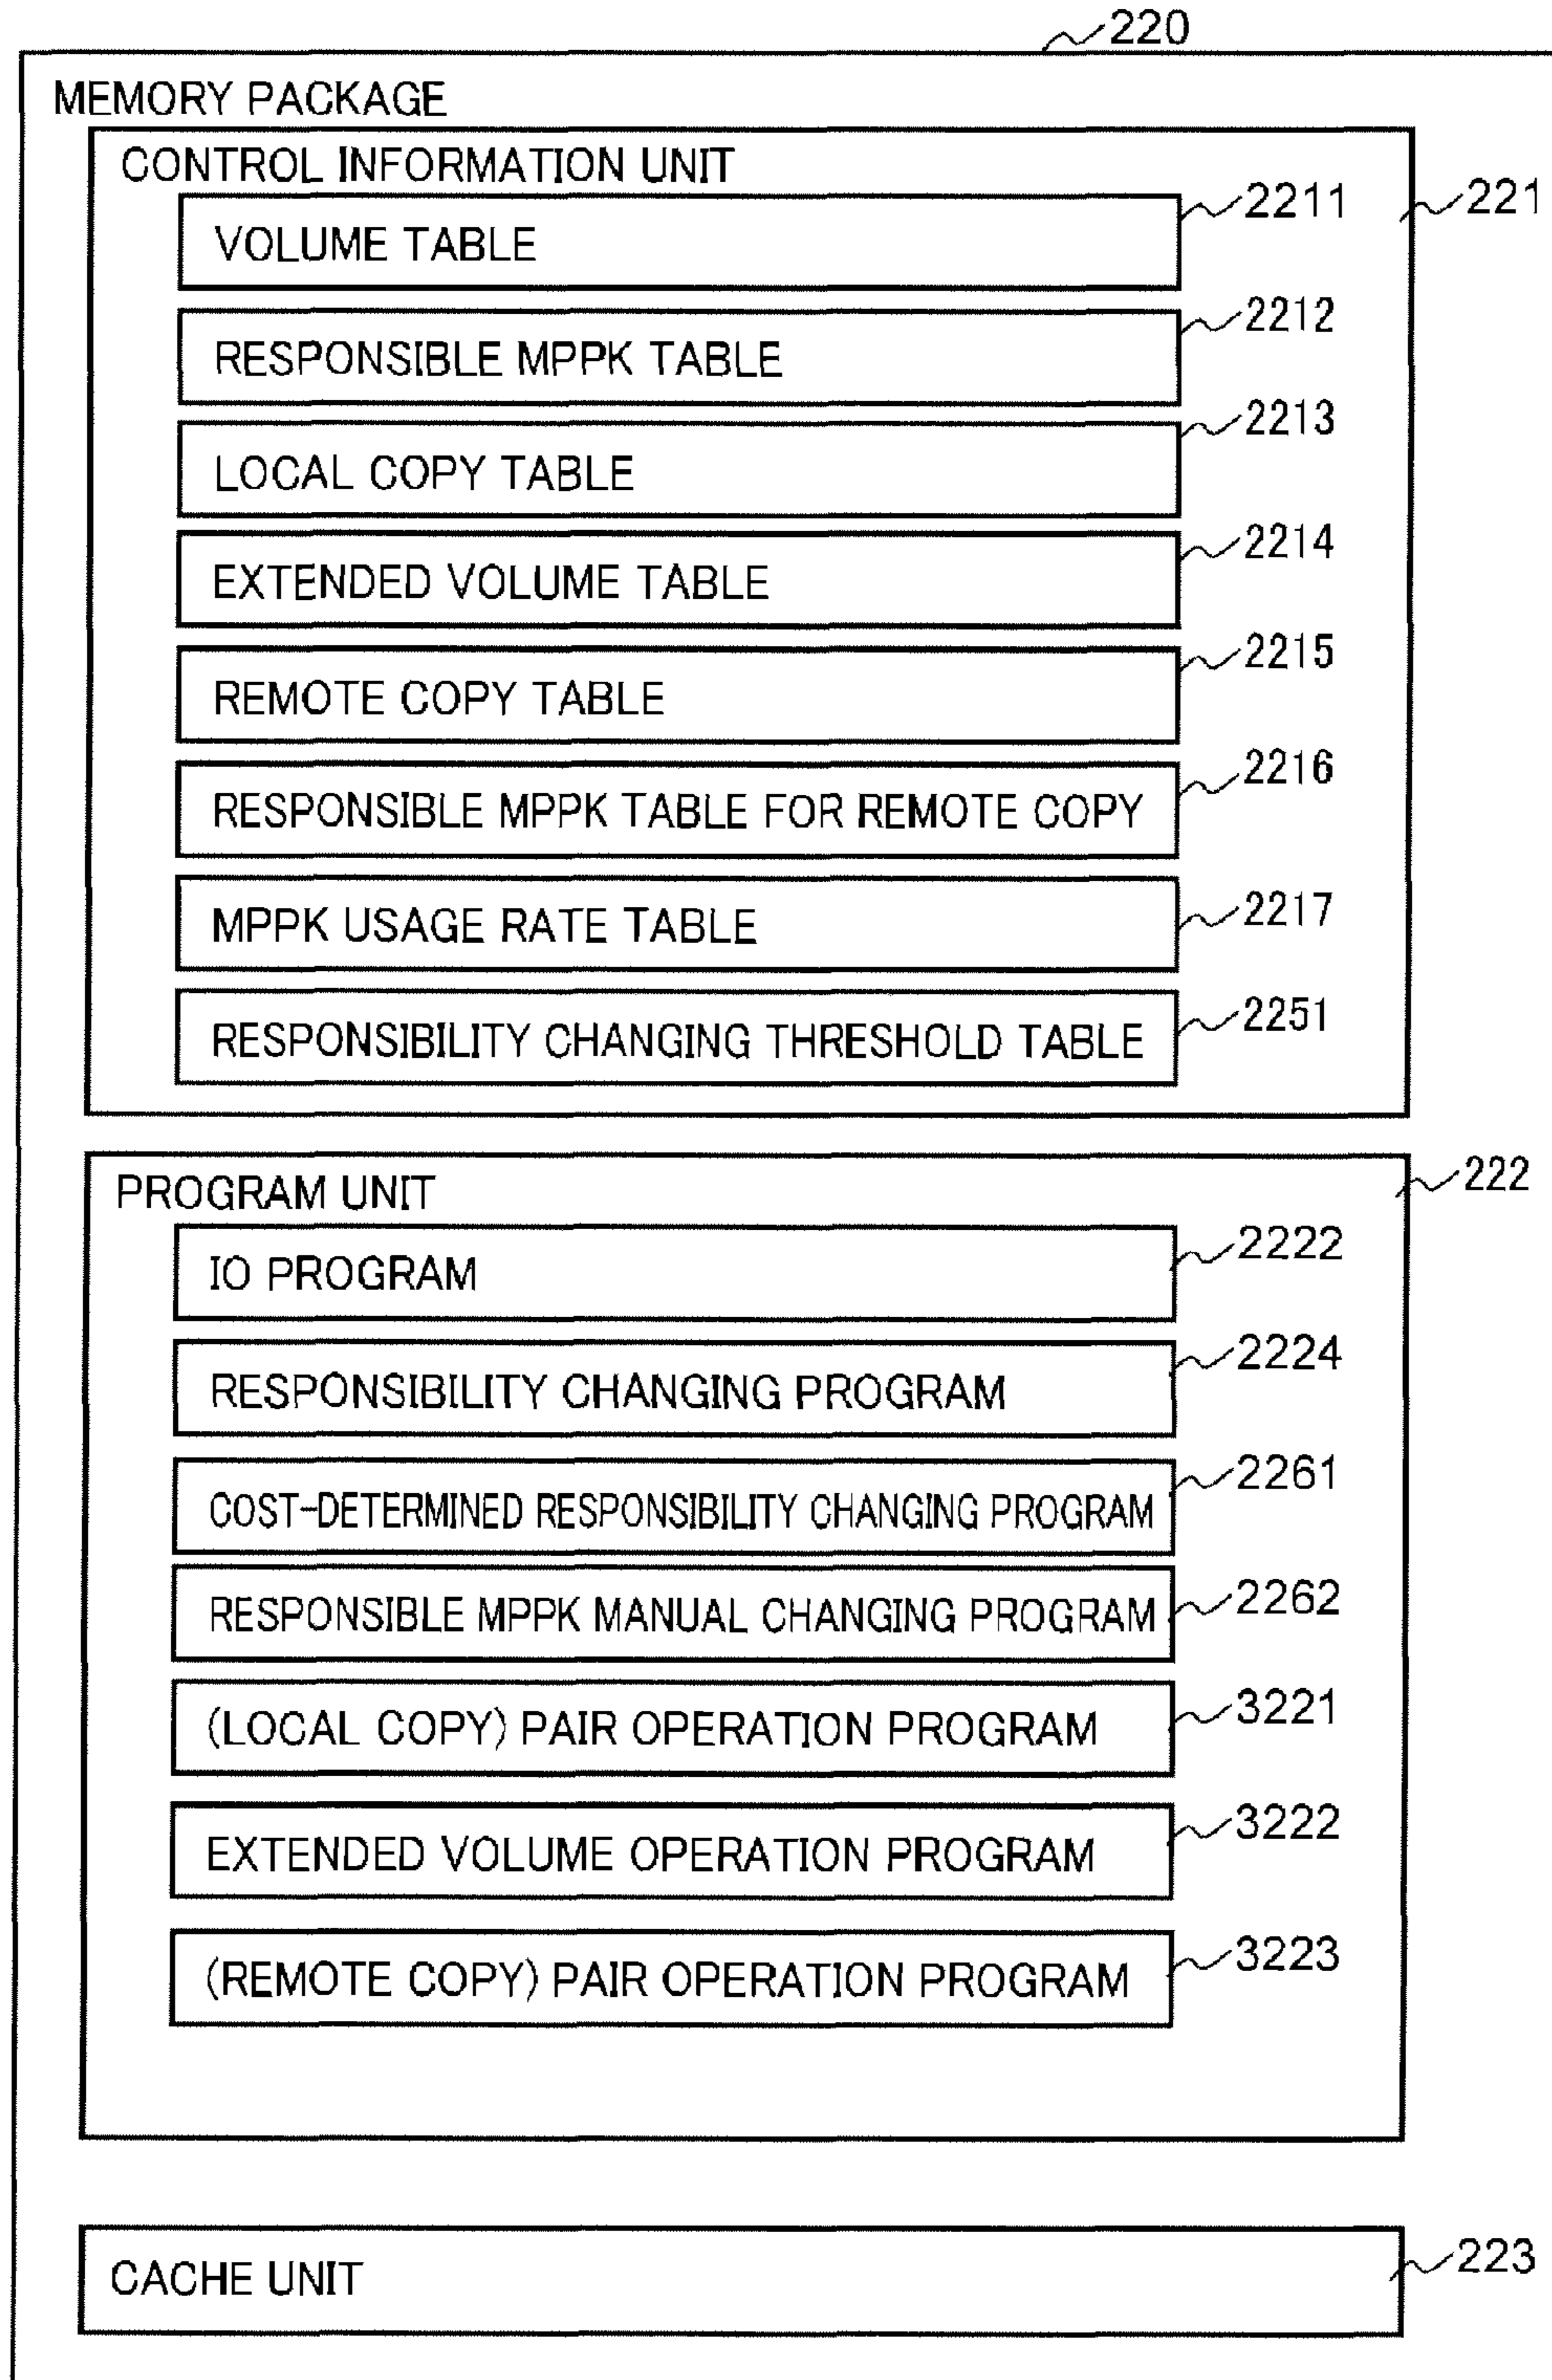 220
MEMORY PACKAGE
CONTROL INFORMATION UNIT
221
VOLUME TABLE
2211
RESPONSIBLE MPPK TABLE
2212
LOCAL COPY TABLE
2213
EXTENDED VOLUME TABLE
2214
REMOTE COPY TABLE
2215
RESPONSIBLE MPPK TABLE FOR REMOTE COPY
2216
MPPK USAGE RATE TABLE
2217
RESPONSIBILITY CHANGING THRESHOLD TABLE
2251
PROGRAM UNIT
222
IO PROGRAM
2222
RESPONSIBILITY CHANGING PROGRAM
2224
COST-DETERMINED RESPONSIBILITY CHANGING PROGRAM
2261
RESPONSIBLE MPPK MANUAL CHANGING PROGRAM
2262
(LOCAL COPY) PAIR OPERATION PROGRAM
3221
EXTENDED VOLUME OPERATION PROGRAM
3222
(REMOTE COPY) PAIR OPERATION PROGRAM
3223
CACHE UNIT
223